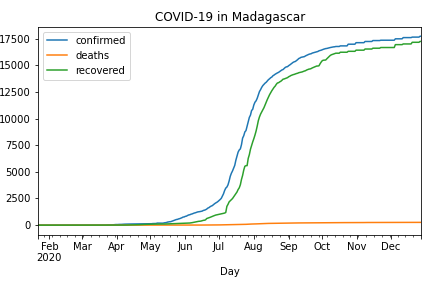 COVID-19 in Madagascar
confirmed
deaths
recovered
17500
15000
12500
10000
7500
5000
2500
0
Feb Mar Apr May Jun Jul Aug Sep Oct Nov Dec
2020
Day